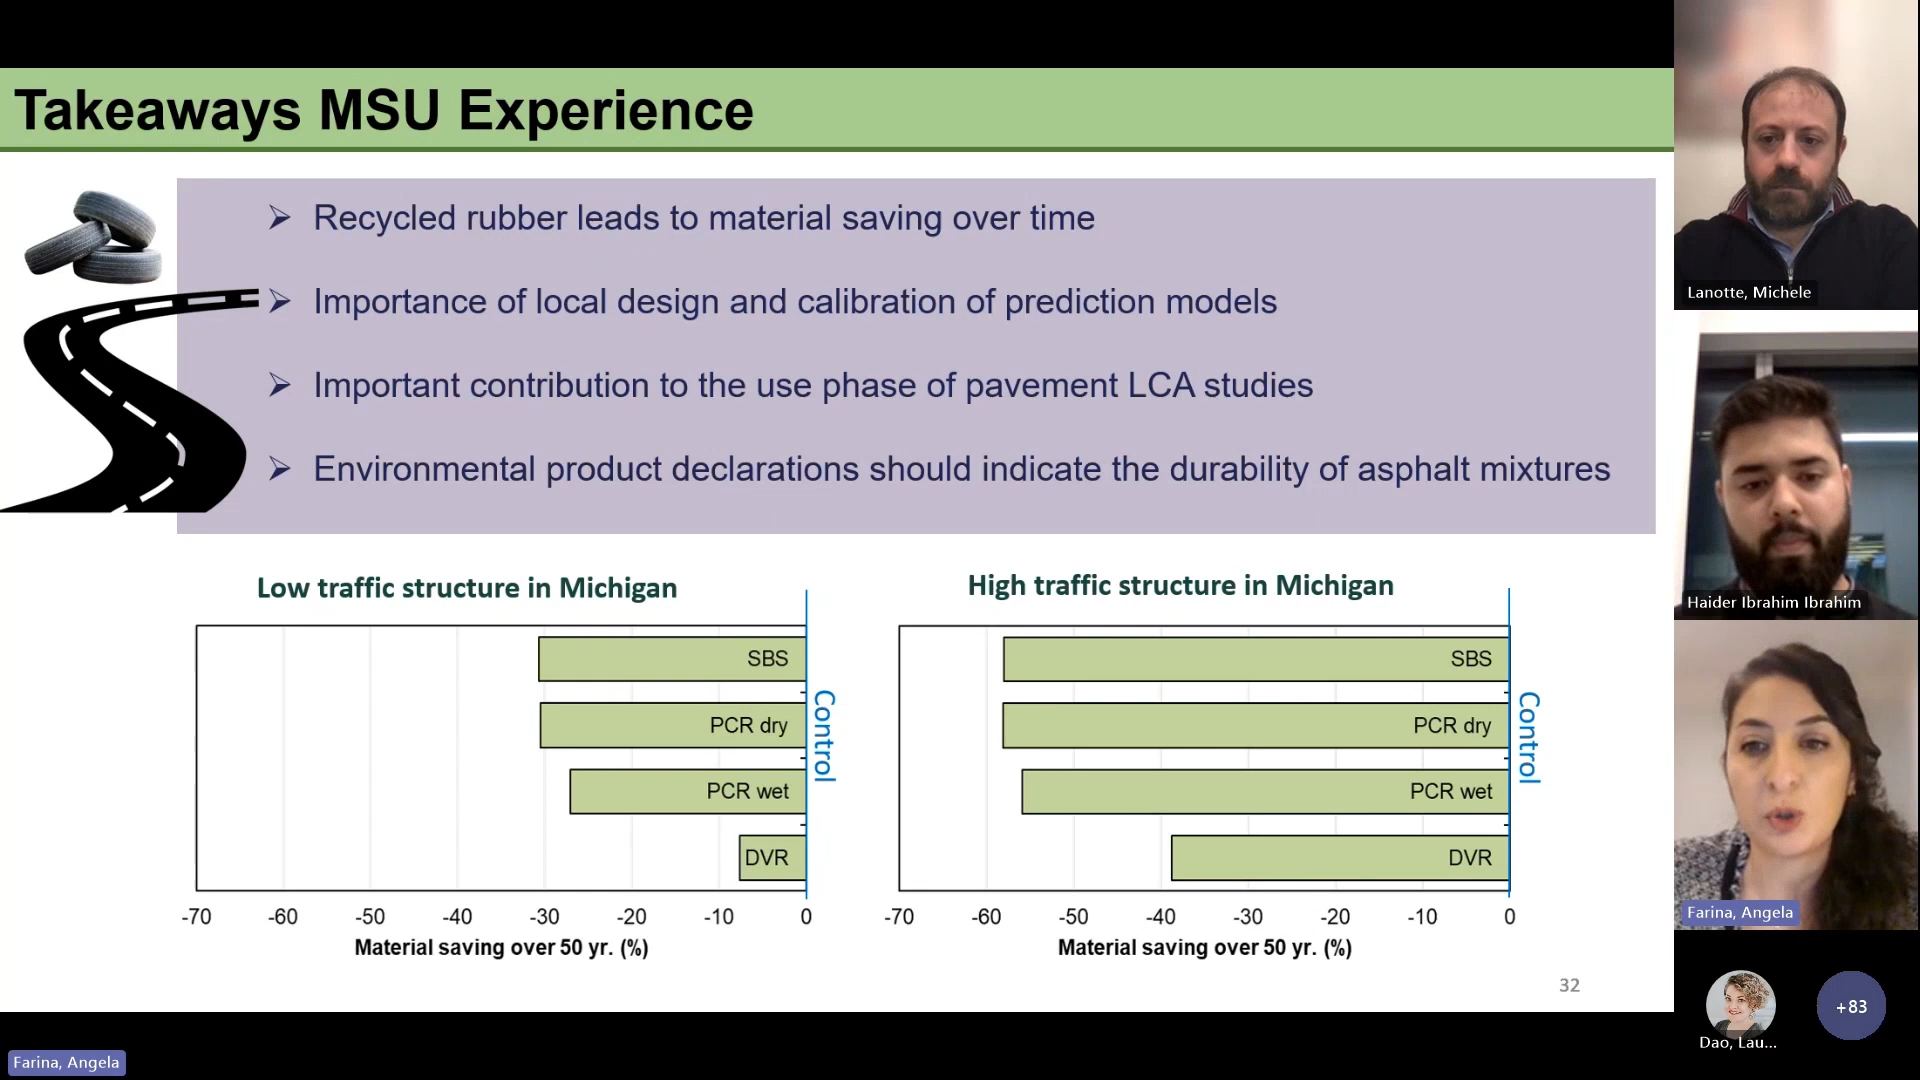 Takeaways MSU Experience
Recycled rubber leads to material saving over time
Importance of local design and calibration of prediction models
Important contribution to the use phase of pavement LCA studies
Environmental product declarations should indicate the durability of asphalt mixtures
Low traffic structure in Michigan
SBS
PCR dry
PCR wet
DVR
Control
-70 -60 -50 -40 -30 -20 -10 0
Material saving over 50 yr. (%)
High traffic structure in Michigan
SBS
PCR dry
PCR wet
DVR
Control
-70 -60 -50 -40 -30 -20 -10 0
Material saving over 50 yr. (%)
32
Lanotte, Michele
Haider Ibrahim Ibrahim
Farina, Angela
Dao, Lau...
+83
Farina, Angela